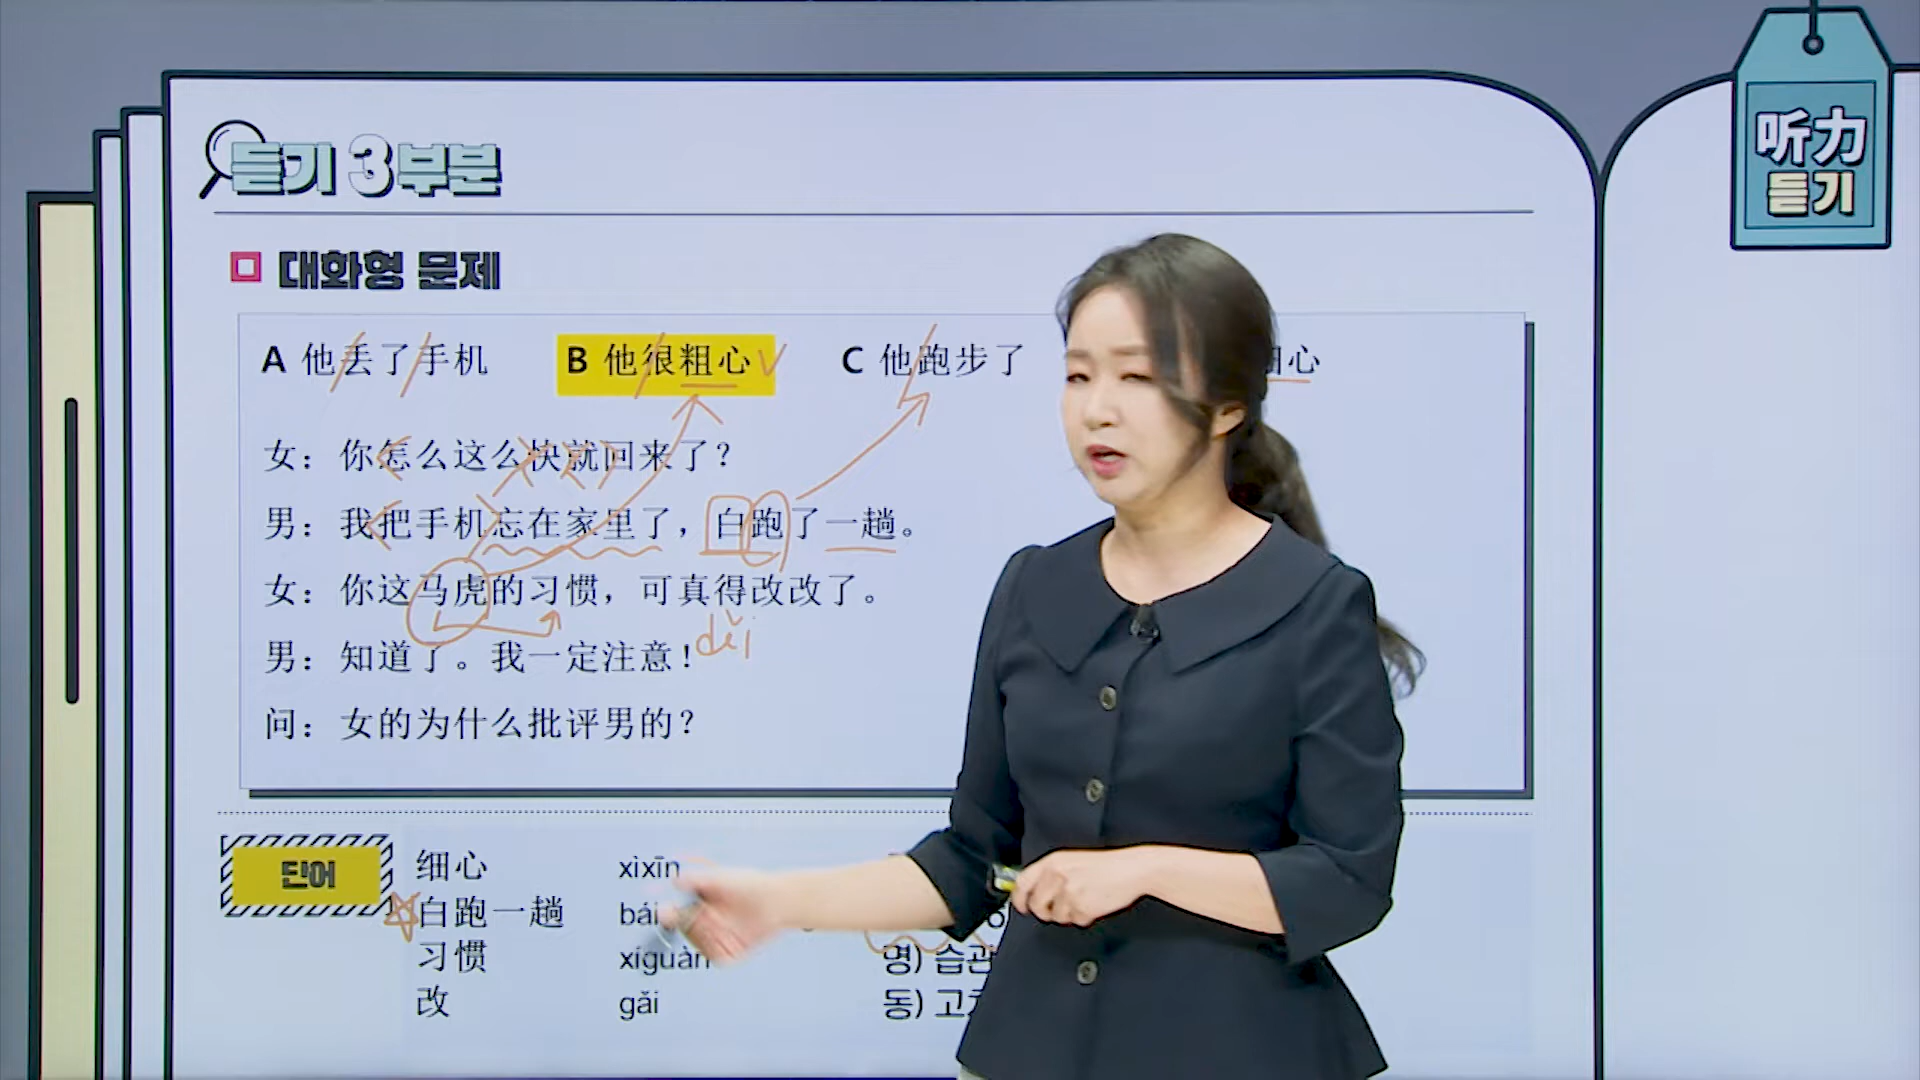 听力
듣기
듣기 3부분
대화형 문제
A 他丢了手机 B 他很粗心 C 他跑步了 细心
女：你怎么这么快就回来了？
男：我把手机忘在家里了，白跑了一趟。
女：你这马虎的习惯，可真得改改了。
děi
男：知道了。我一定注意！
问：女的为什么批评男的？
단어
细心 xìxīn
白跑一趟 bái
习惯 xíguàn 명) 습관
改 gǎi 동)